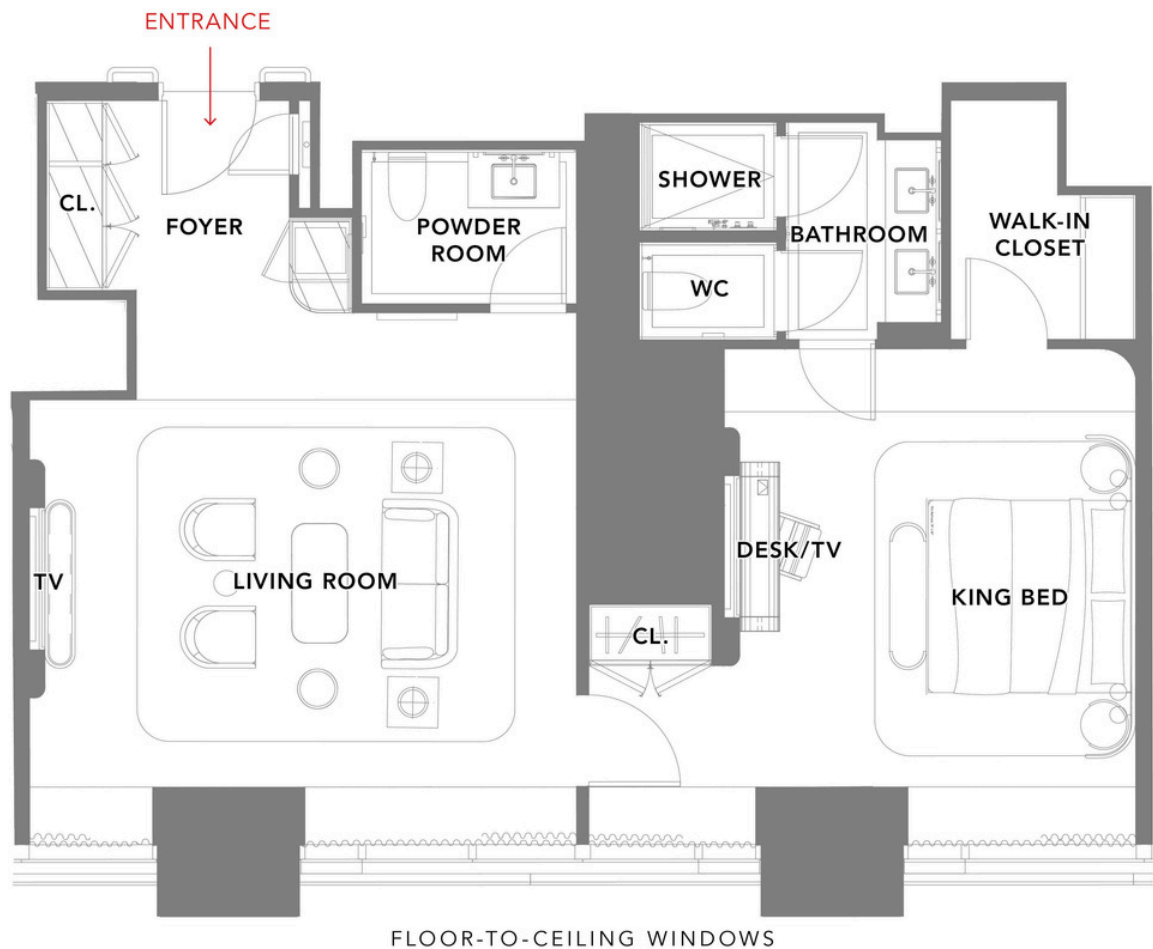 ENTRANCE
CL.
FOYER
POWDER
ROOM
SHOWER
BATHROOM
WC
WALK-IN
CLOSET
TV
LIVING ROOM
DESK/TV
CL.
KING BED
FLOOR-TO-CEILING WINDOWS